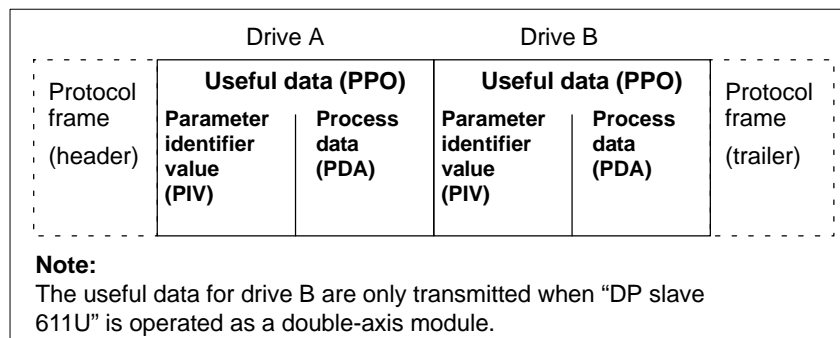 Drive A
Drive B
Protocol
frame
(header)
Useful data (PPO)
Parameter
identifier
value
(PIV)
Process
data
(PDA)
Useful data (PPO)
Parameter
identifier
value
(PIV)
Process
data
(PDA)
Protocol
frame
(trailer)
Note:
The useful data for drive B are only transmitted when “DP slave
611U” is operated as a double-axis module.